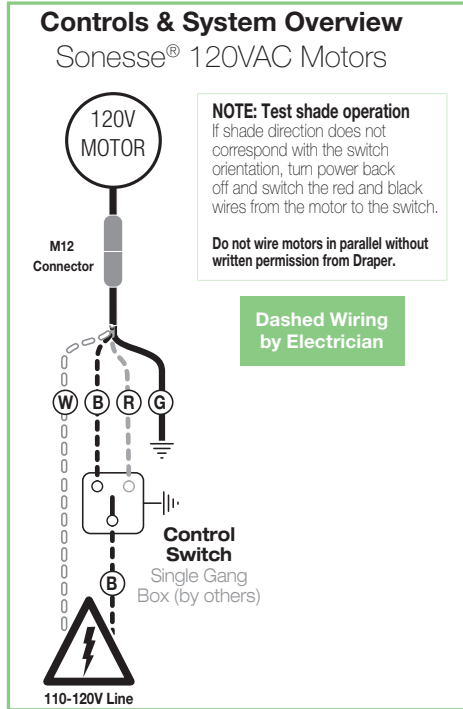 Controls & System Overview
Sonesse® 120VAC Motors
120V
MOTOR
NOTE: Test shade operation
If shade direction does not
correspond with the switch
orientation, turn power back
off and switch the red and black
wires from the motor to the switch.
Do not wire motors in parallel without
written permission from Draper.
M12
Connector
Dashed Wiring
by Electrician
W B R G
Control
Switch
Single Gang
Box (by others)
B
110-120V Line